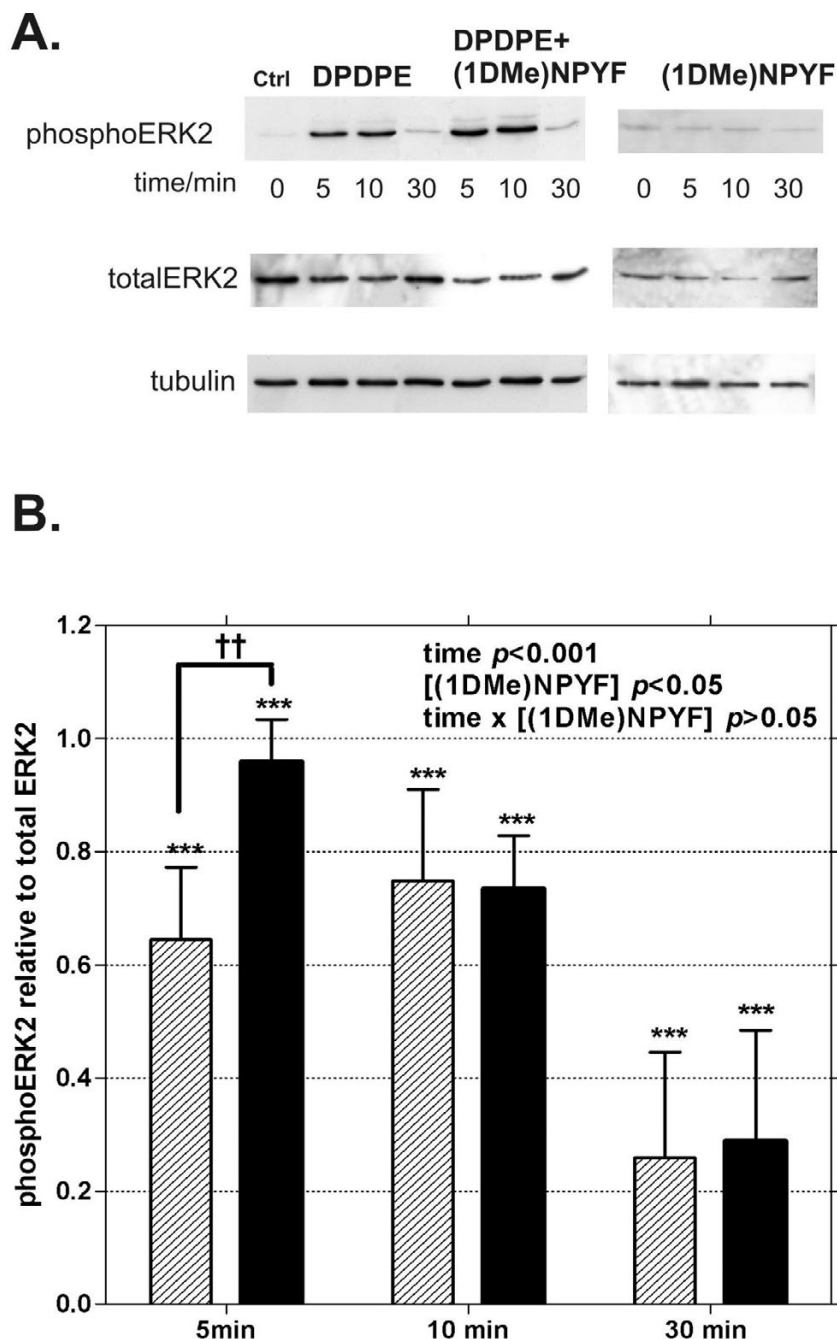 A.
Ctrl DPDPE DPDPE+ (1DMe)NPYF (1DMe)NPYF
phosphoERK2
time/min 0 5 10 30 5 10 30 0 5 10 30
totalERK2
tubulin
B.
phosphoERK2 relative to total ERK2
1.2
1.0
0.8
0.6
0.4
0.2
0.0
††
time p<0.001
[(1DMe)NPYF] p<0.05
time x [(1DMe)NPYF] p>0.05
*** *** *** *** *** ***
5min 10 min 30 min